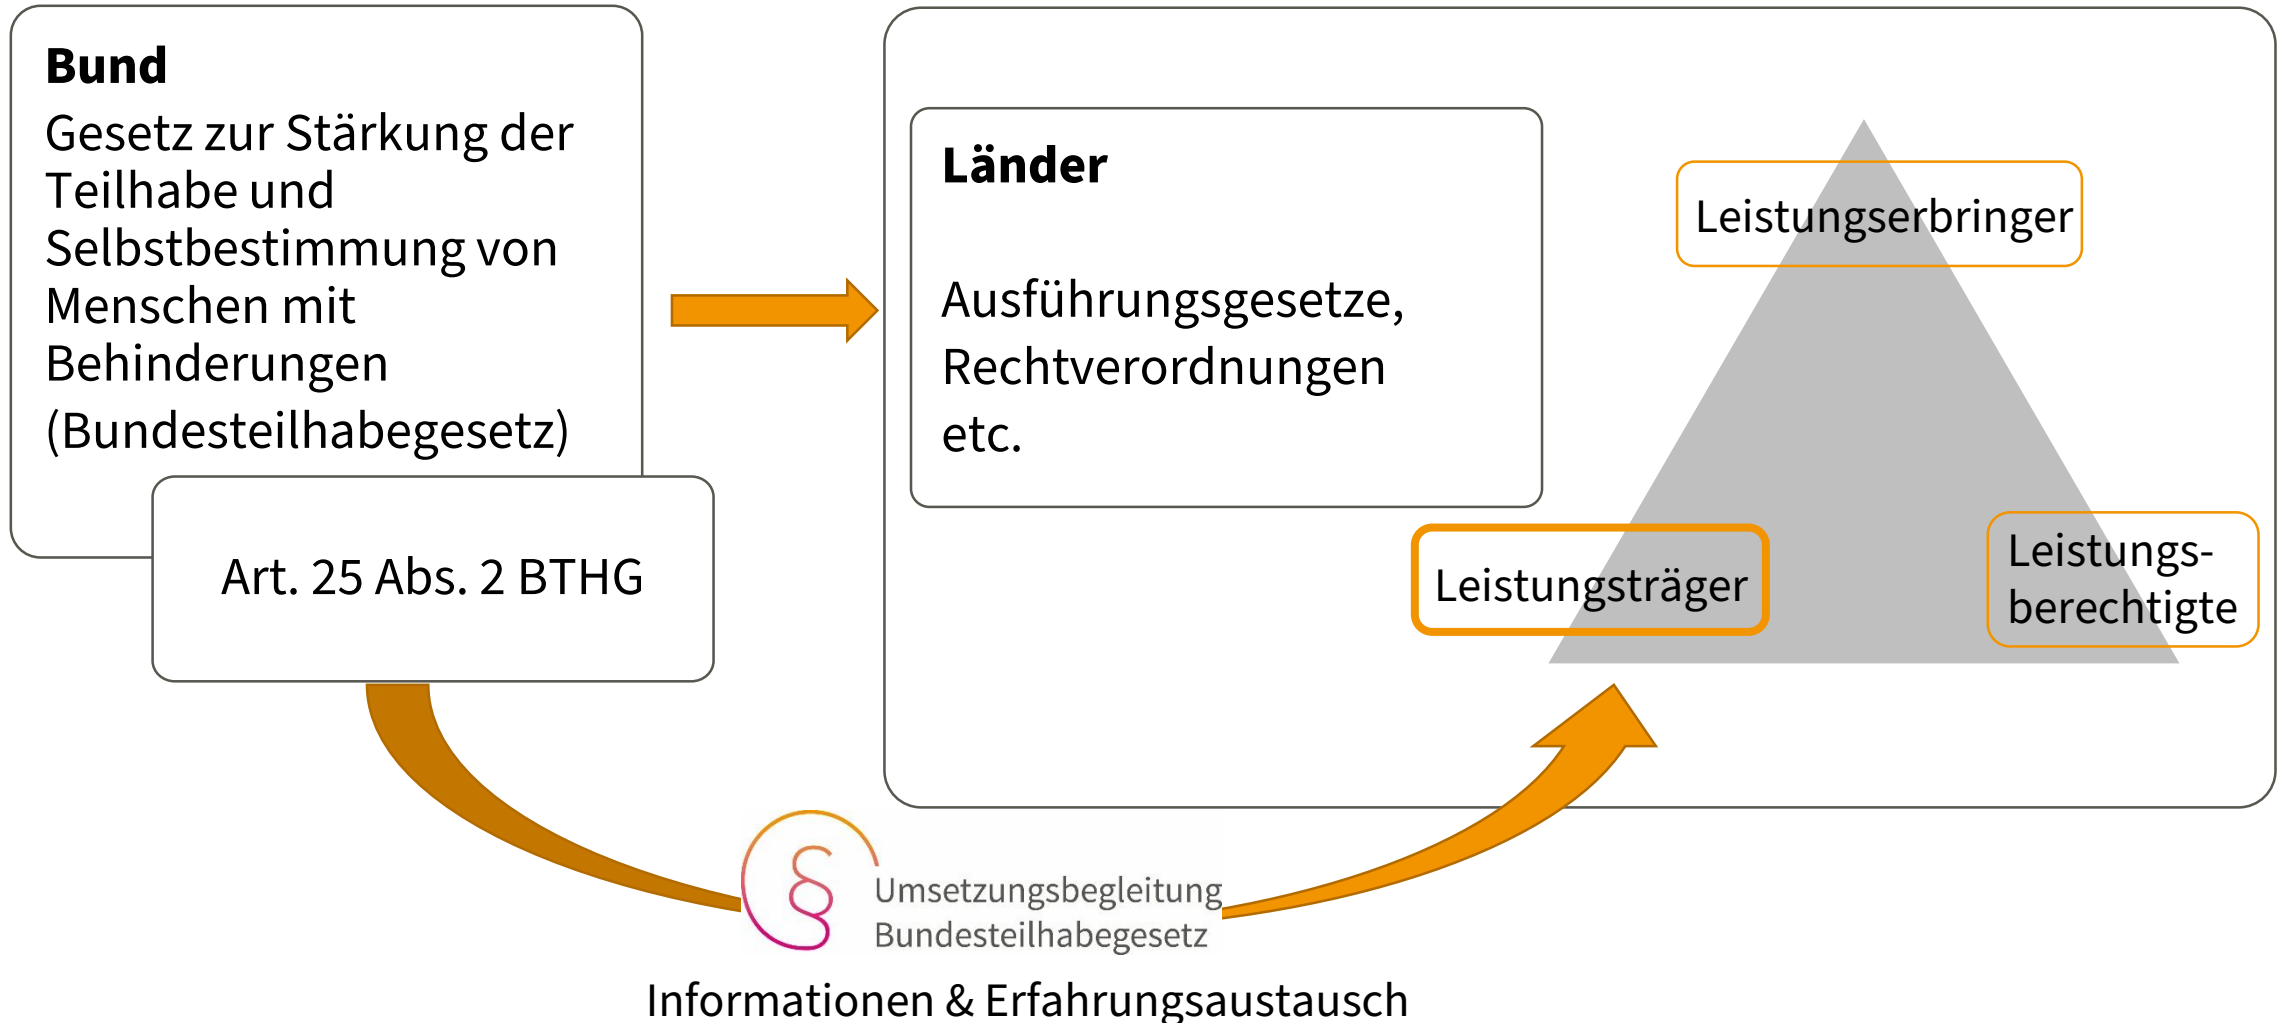 Bund
Gesetz zur Stärkung der
Teilhabe und
Selbstbestimmung von
Menschen mit
Behinderungen
(Bundesteilhabegesetz)
Art. 25 Abs. 2 BTHG
Länder
Ausführungsgesetze,
Rechtverordnungen
etc.
Leistungserbringer
Leistungsträger
Leistungs-
berechtigte
§
Umsetzungsbegleitung
Bundesteilhabegesetz
Informationen & Erfahrungsaustausch